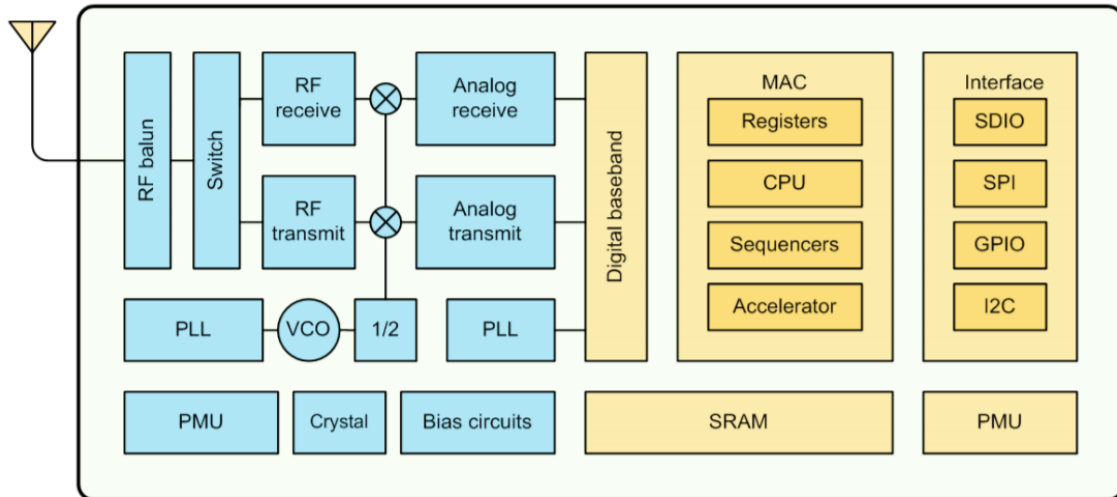 RF balun
Switch
RF
receive
Analog
receive
RF
transmit
Analog
transmit
PLL
VCO
1/2
PLL
Digital baseband
MAC
Registers
CPU
Sequencers
Accelerator
Interface
SDIO
SPI
GPIO
I2C
PMU
Crystal
Bias circuits
SRAM
PMU